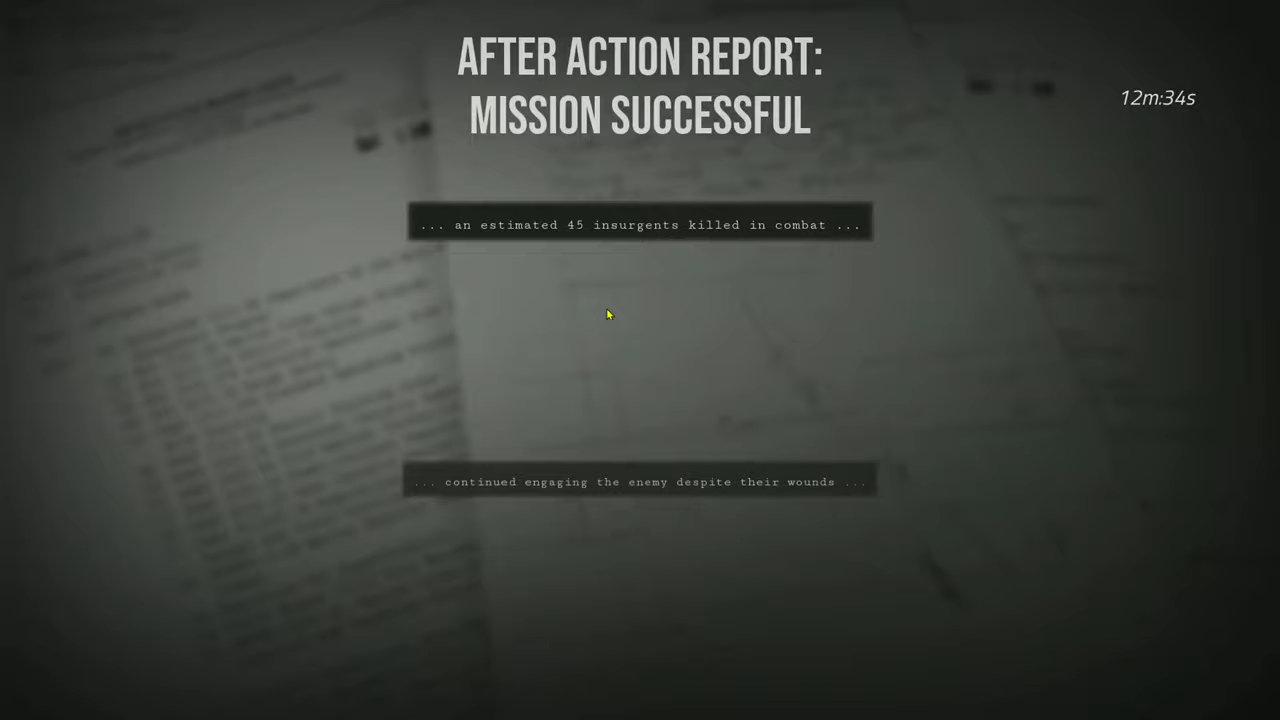 AFTER ACTION REPORT:
MISSION SUCCESSFUL
12m:34s
... an estimated 45 insurgents killed in combat ...
... continued engaging the enemy despite their wounds ...